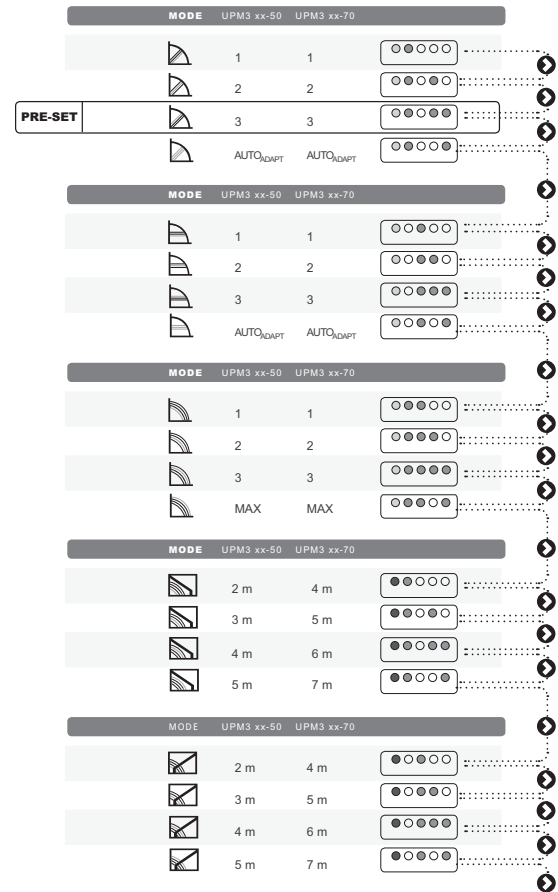 MODE UPM3 xx-50 UPM3 xx-70
1 1
2 2
PRE-SET 3 3
AUTOADAPT AUTOADAPT
MODE UPM3 xx-50 UPM3 xx-70
1 1
2 2
3 3
AUTOADAPT AUTOADAPT
MODE UPM3 xx-50 UPM3 xx-70
1 1
2 2
3 3
MAX MAX
MODE UPM3 xx-50 UPM3 xx-70
2 m 4 m
3 m 5 m
4 m 6 m
5 m 7 m
MODE UPM3 xx-50 UPM3 xx-70
2 m 4 m
3 m 5 m
4 m 6 m
5 m 7 m